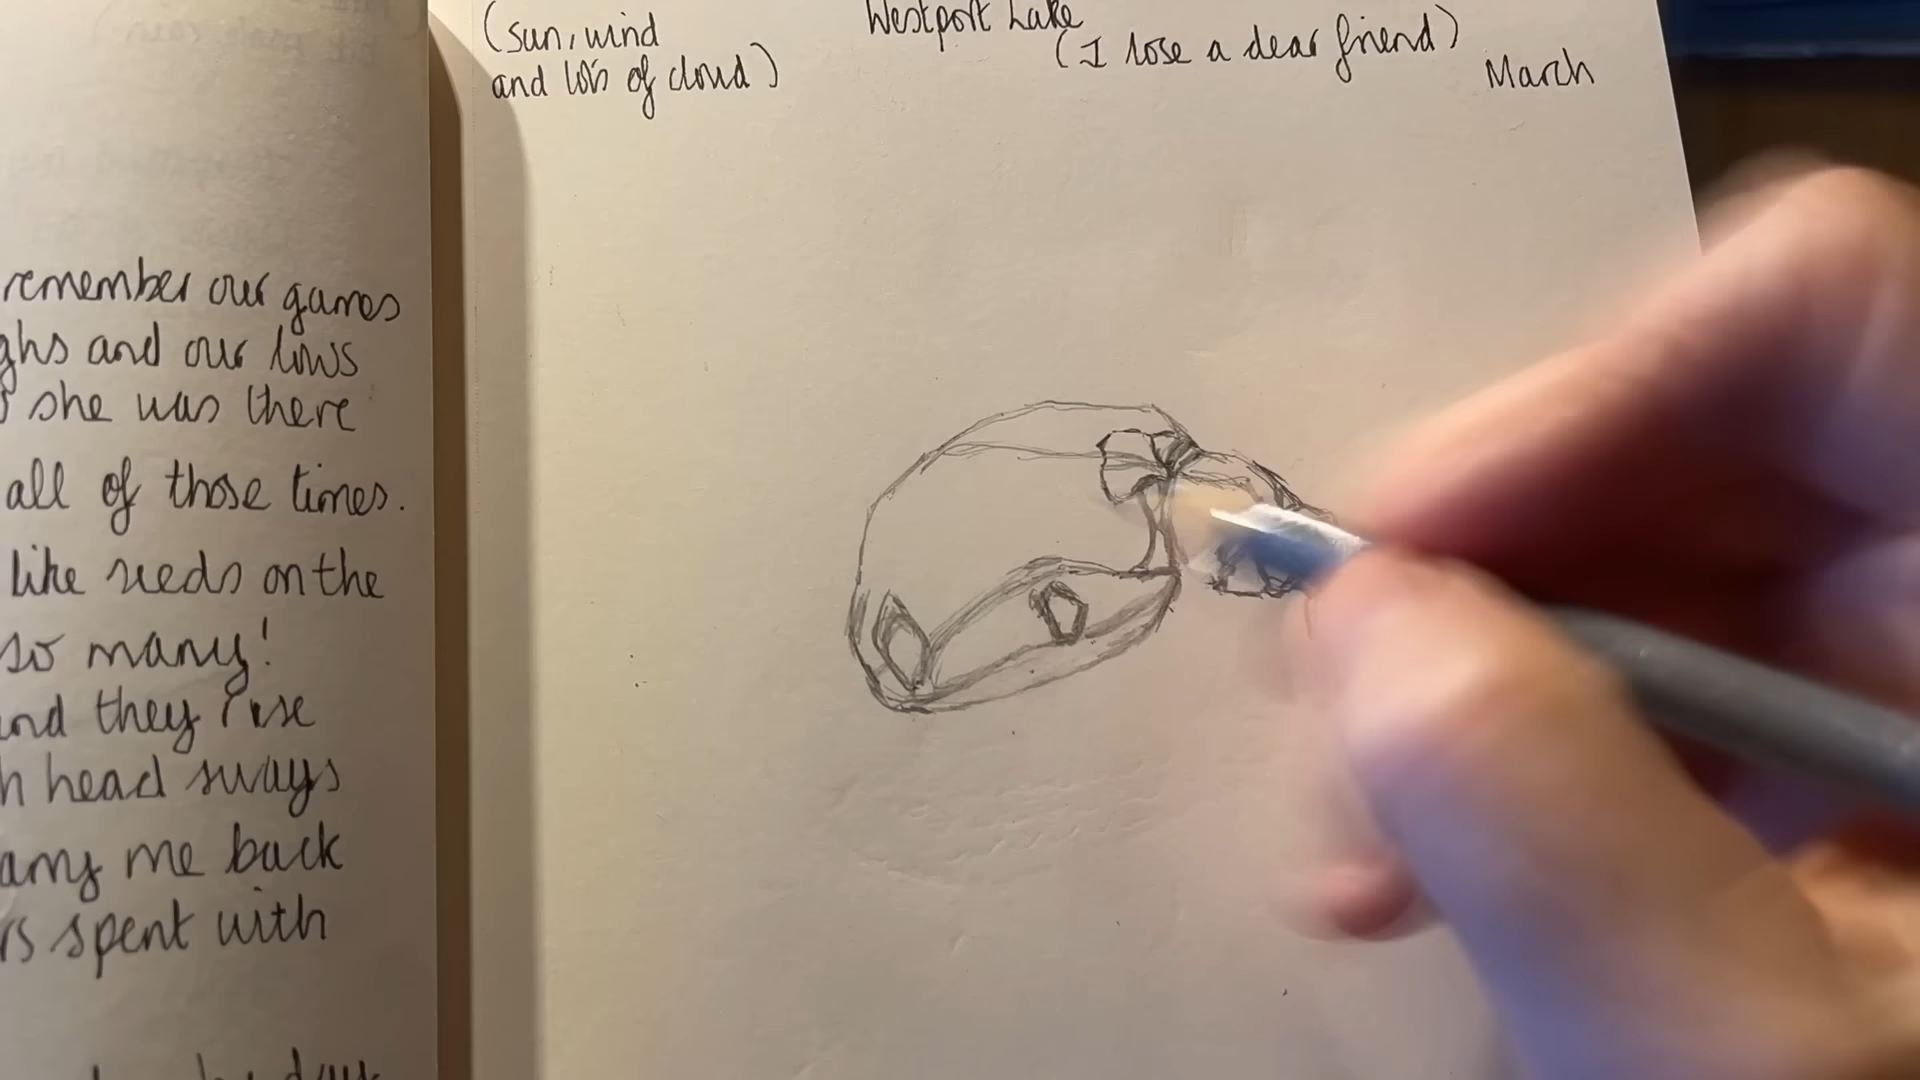 remember our games
ghs and our lows
she was there
all of those times.
like reeds on the
so many!
and they rise
h head sways
me back
rs spent with
(sun, wind
and lots of cloud)
Westport Lake
(I lose a dear friend)
March